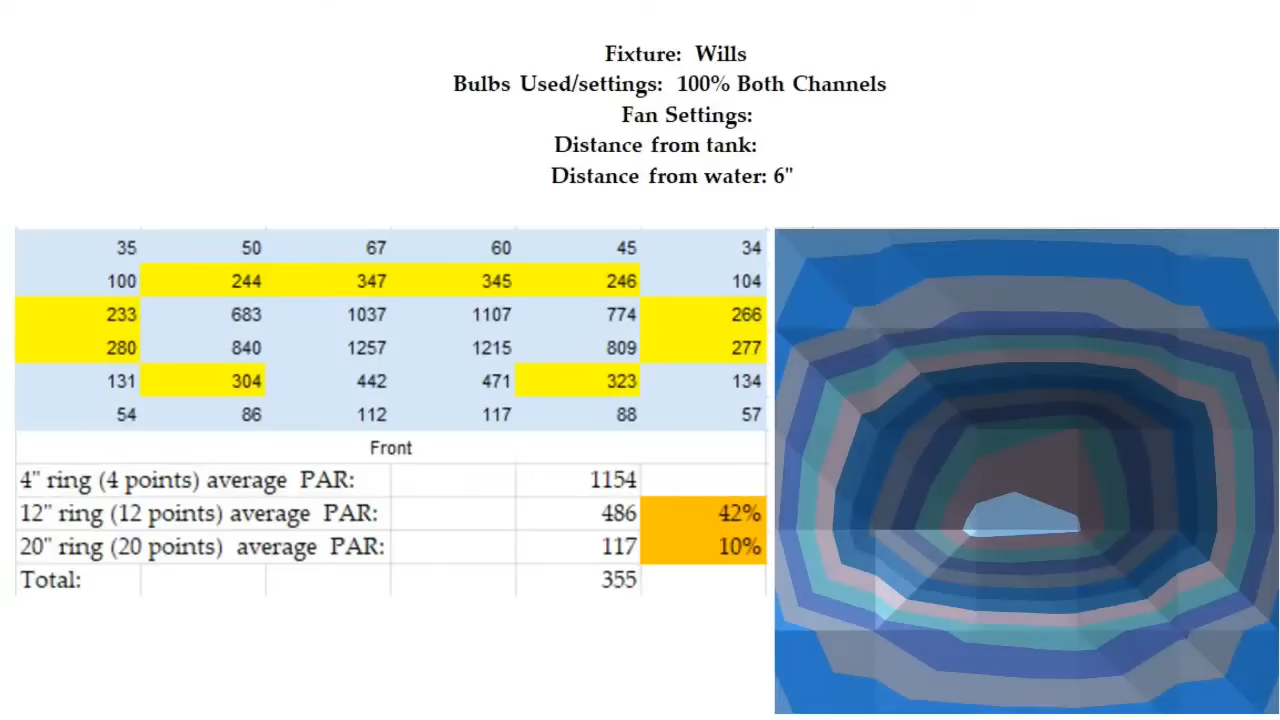 Fixture: Wills
Bulbs Used/settings: 100% Both Channels
Fan Settings:
Distance from tank:
Distance from water: 6"
35 50 67 60 45 34
100 244 347 345 246 104
233 683 1037 1107 774 266
280 840 1257 1215 809 277
131 304 442 471 323 134
54 86 112 117 88 57
Front
4" ring (4 points) average PAR: 1154
12" ring (12 points) average PAR: 486 42%
20" ring (20 points) average PAR: 117 10%
Total: 355